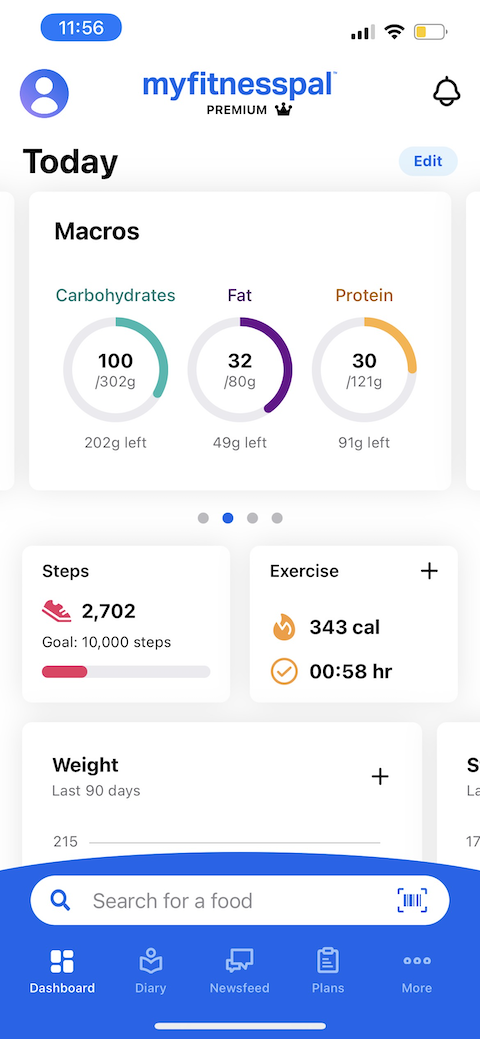 11:56
myfitnesspal™
PREMIUM
Today
Edit
Macros
Carbohydrates Fat Protein
100 32 30
/302g /80g /121g
202g left 49g left 91g left
Steps
2,702
Goal: 10,000 steps
Exercise +
343 cal
00:58 hr
Weight +
Last 90 days
215
S
La
17
Search for a food
Dashboard Diary Newsfeed Plans More